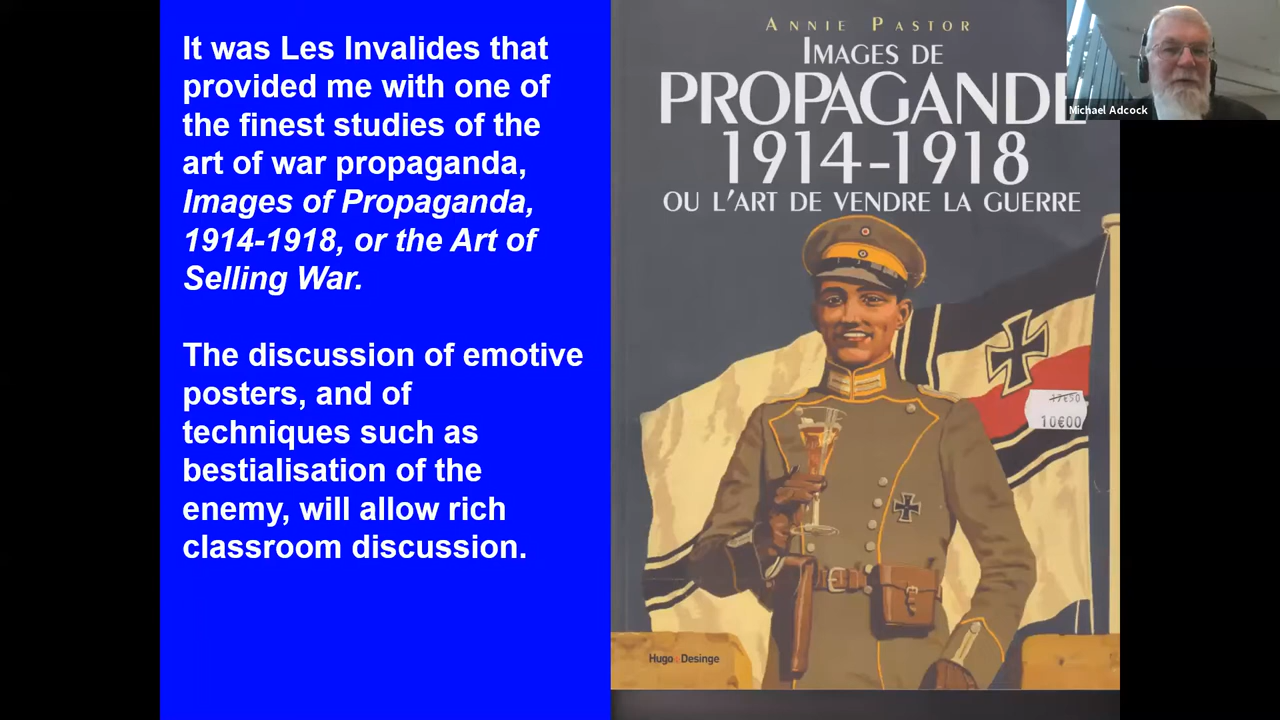 It was Les Invalides that
provided me with one of
the finest studies of the
art of war propaganda,
Images of Propaganda,
1914-1918, or the Art of
Selling War.
The discussion of emotive
posters, and of
techniques such as
bestialisation of the
enemy, will allow rich
classroom discussion.
ANNIE PASTOR
IMAGES DE
PROPAGANDE
1914-1918
OU L'ART DE VENDRE LA GUERRE
17€50
10€00
Hugo&Desinge
Michael Adcock